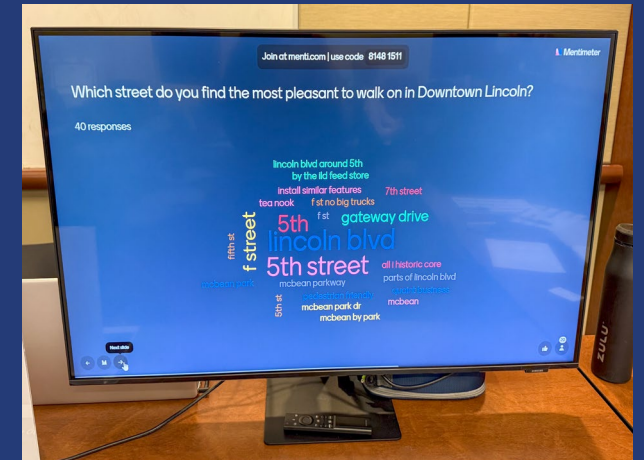 Join at menti.com | use code 8148 1511
Mentimeter
Which street do you find the most pleasant to walk on in Downtown Lincoln?
40 responses
lincoln blvd around 5th
by the lld feed store
install similar features
7th street
tea nook
f st no big trucks
5th
f st
gateway drive
f street
fifth st
lincoln blvd
5th street
all l historic core
parts of lincoln blvd
mcbean parkway
mcbean
5th st
mcbean park dr
mcbean by park
Next slide
ZULU